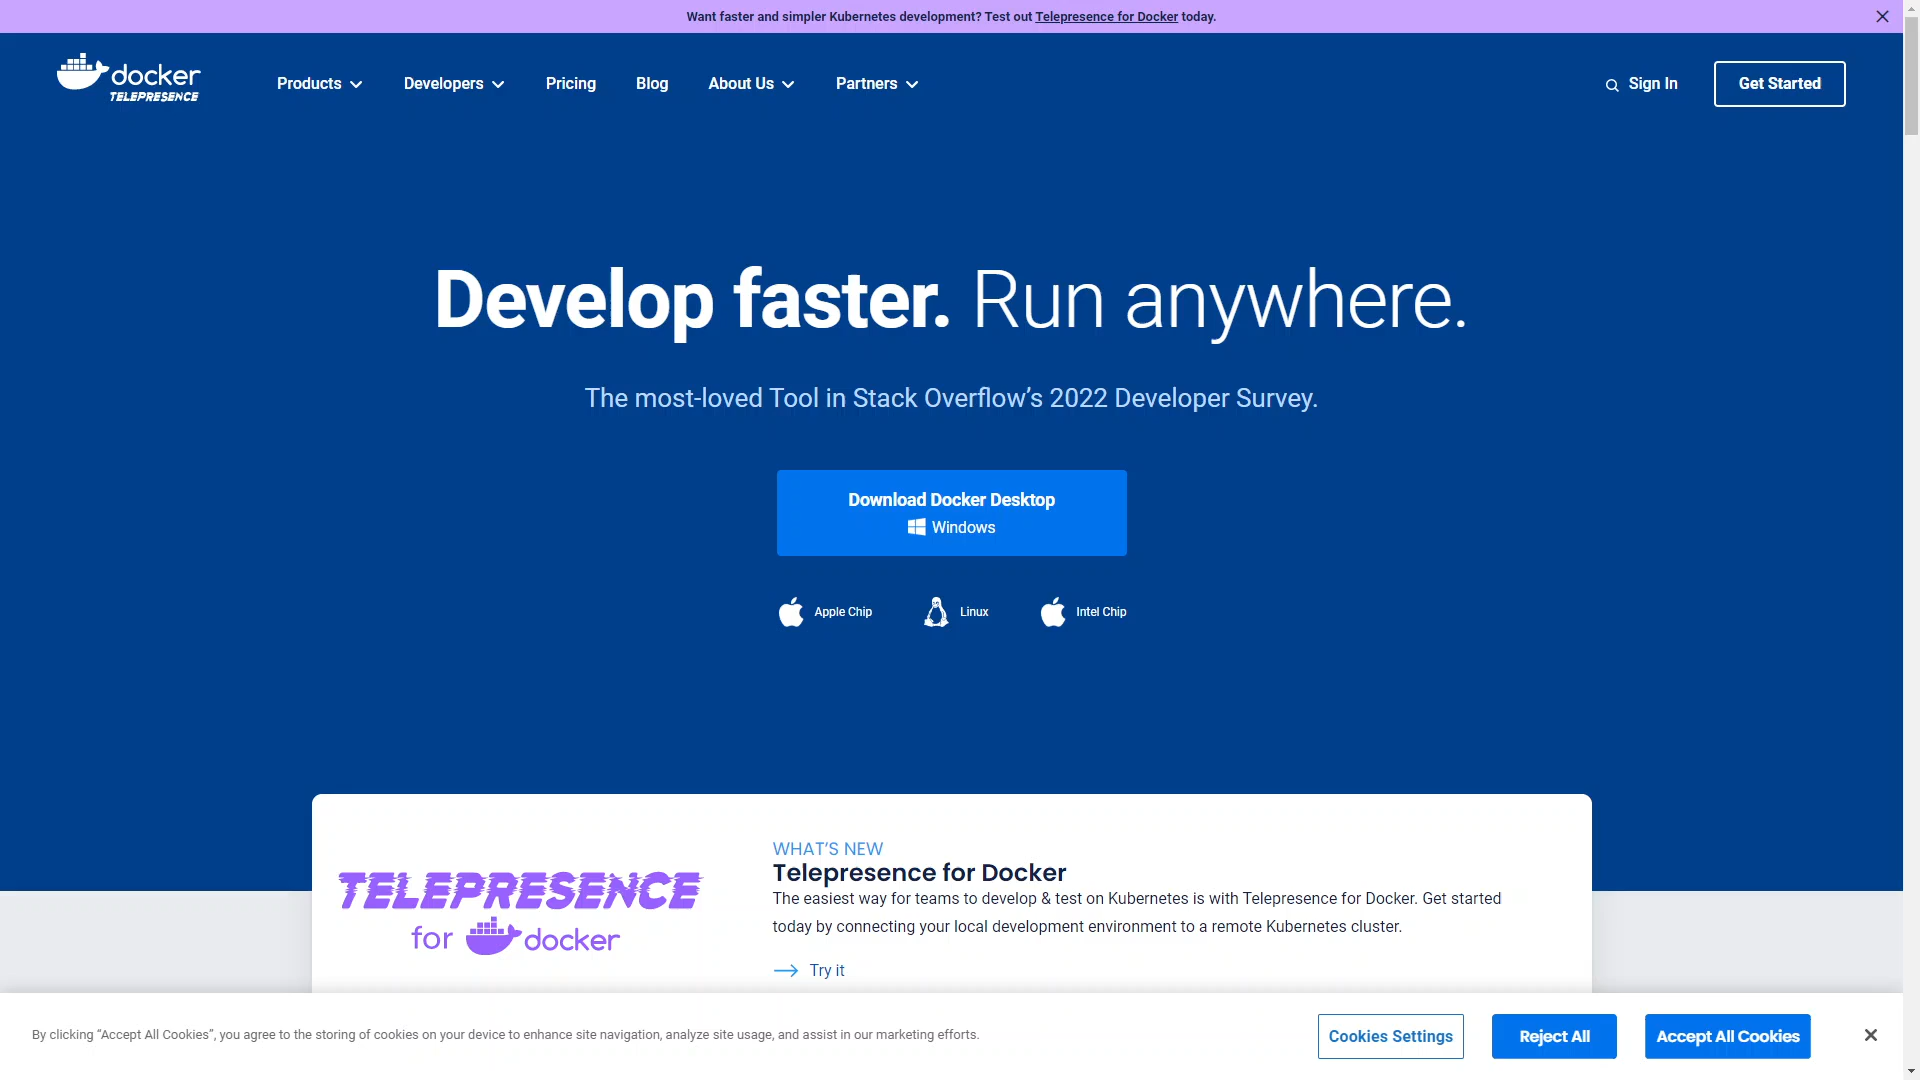 Want faster and simpler Kubernetes development? Test out Telepresence for Docker today.
docker
TELEPRESENCE
Products
Developers
Pricing
Blog
About Us
Partners
Sign In
Get Started
Develop faster. Run anywhere.
The most-loved Tool in Stack Overflow’s 2022 Developer Survey.
Download Docker Desktop
Windows
Apple Chip
Linux
Intel Chip
TELEPRESENCE
for docker
WHAT’S NEW
Telepresence for Docker
The easiest way for teams to develop & test on Kubernetes is with Telepresence for Docker. Get started
today by connecting your local development environment to a remote Kubernetes cluster.
Try it
By clicking “Accept All Cookies”, you agree to the storing of cookies on your device to enhance site navigation, analyze site usage, and assist in our marketing efforts.
Cookies Settings
Reject All
Accept All Cookies